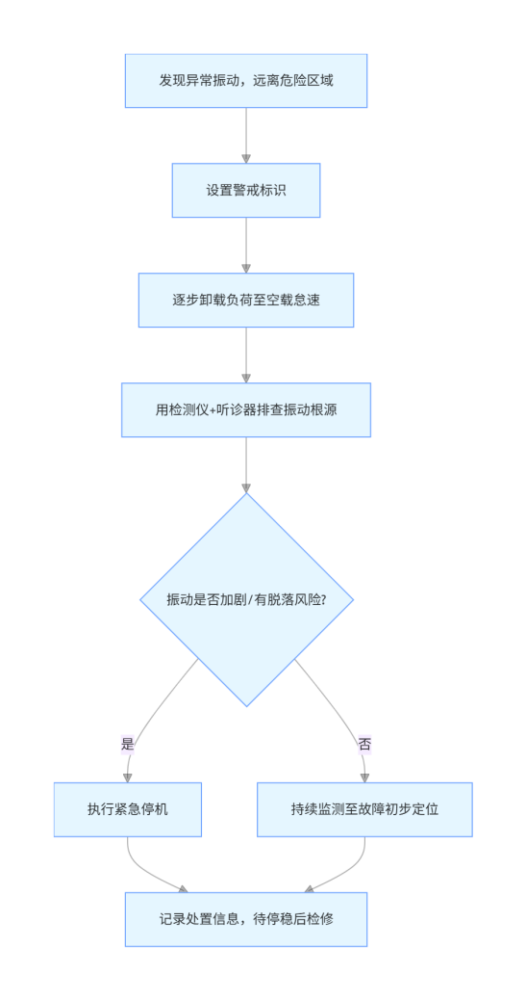 发现异常振动，远离危险区域
设置警戒标识
逐步卸载负荷至空载怠速
用检测仪+听诊器排查振动根源
振动是否加剧/有脱落风险?
是
否
执行紧急停机
持续监测至故障初步定位
记录处置信息，待停稳后检修